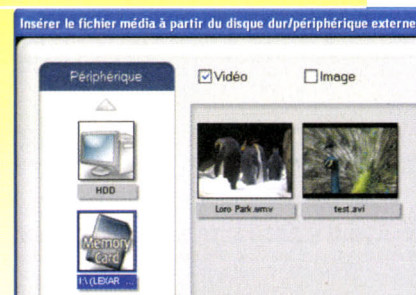 Insérer le fichier média à partir du disque dur/périphérique externe
Périphérique
Vidéo
Image
HDD
Memory
Card
I:\ (LEXAR ...
Loro Park.wmv
test.avi